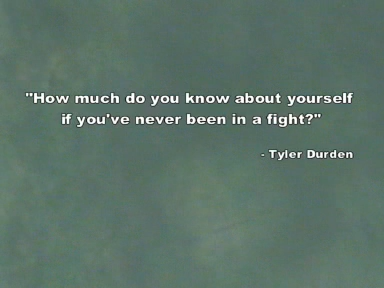 "How much do you know about yourself
if you've never been in a fight?"
- Tyler Durden